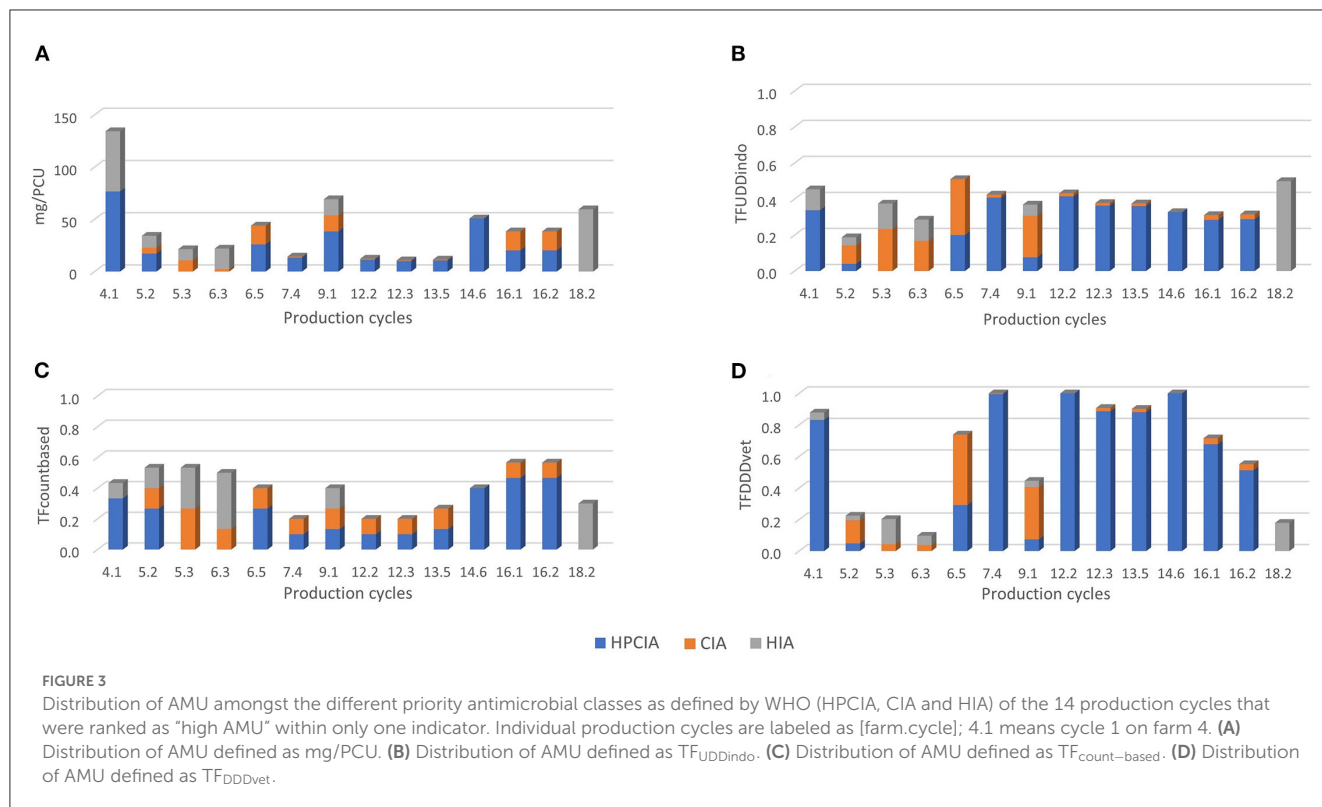 A
150
100
50
0
mg/PCU
4.1 5.2 5.3 6.3 6.5 7.4 9.1 12.2 12.3 13.5 14.6 16.1 16.2 18.2
Production cycles
B
1.0
0.8
0.6
0.4
0.2
0.0
TFUDDindo
4.1 5.2 5.3 6.3 6.5 7.4 9.1 12.2 12.3 13.5 14.6 16.1 16.2 18.2
Production cycles
C
1.0
0.8
0.6
0.4
0.2
0.0
TFcountbased
4.1 5.2 5.3 6.3 6.5 7.4 9.1 12.2 12.3 13.5 14.6 16.1 16.2 18.2
Production cycles
D
1.0
0.8
0.6
0.4
0.2
0.0
TFDDDvet
4.1 5.2 5.3 6.3 6.5 7.4 9.1 12.2 12.3 13.5 14.6 16.1 16.2 18.2
Production cycles
HPCIA CIA HIA
FIGURE 3
Distribution of AMU amongst the different priority antimicrobial classes as defined by WHO (HPCIA, CIA and HIA) of the 14 production cycles that
were ranked as “high AMU” within only one indicator. Individual production cycles are labeled as [farm.cycle]; 4.1 means cycle 1 on farm 4. (A)
Distribution of AMU defined as mg/PCU. (B) Distribution of AMU defined as TFUDDindo. (C) Distribution of AMU defined as TFcount−based. (D) Distribution
of AMU defined as TFDDDvet.